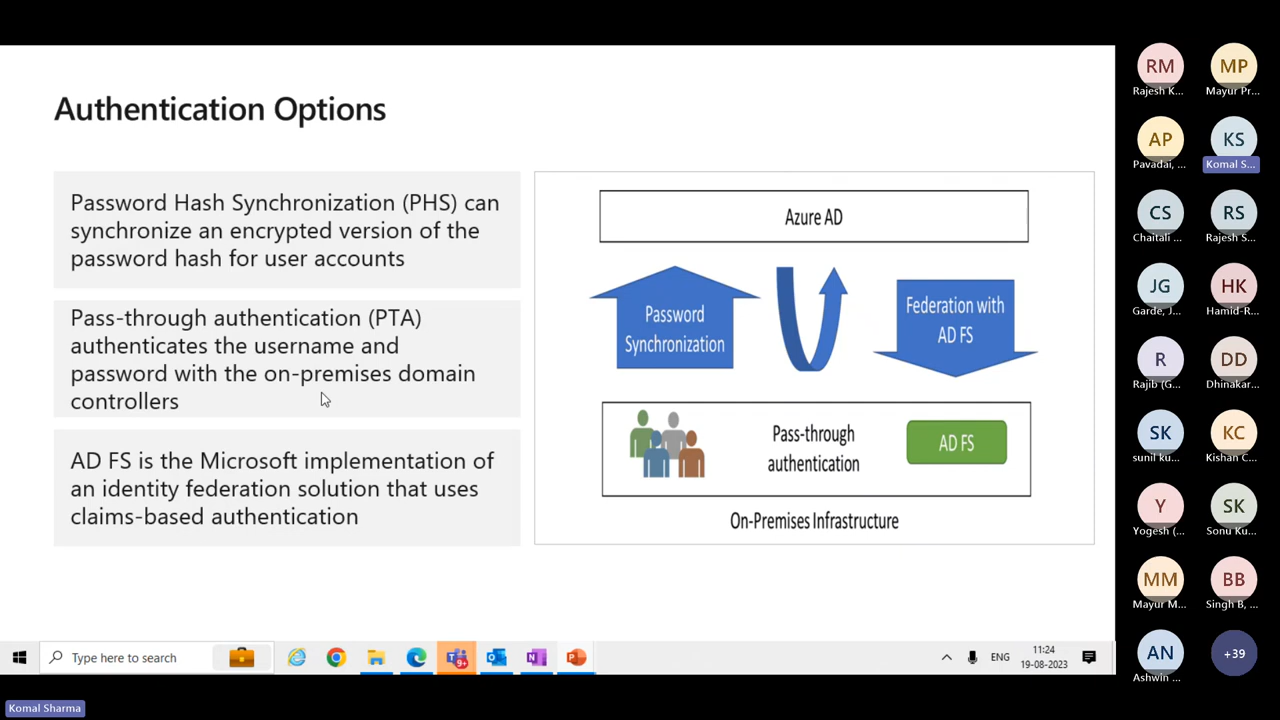 Authentication Options
Password Hash Synchronization (PHS) can
synchronize an encrypted version of the
password hash for user accounts
Pass-through authentication (PTA)
authenticates the username and
password with the on-premises domain
controllers
AD FS is the Microsoft implementation of
an identity federation solution that uses
claims-based authentication
Azure AD
Password
Synchronization
Federation with
AD FS
Pass-through
authentication
AD FS
On-Premises Infrastructure
RM
Rajesh K...
MP
Mayur Pr...
AP
Pavadai, ...
KS
Komal S...
CS
Chaitali ...
RS
Rajesh S...
JG
Garde, J...
HK
Hamid-R...
R
Rajib (G...
DD
Dhinakar...
SK
sunil ku...
KC
Kishan C...
Y
Yogesh (...
SK
Sonu Ku...
MM
Mayur M...
BB
Singh B, ...
AN
Ashwin ...
+39
Type here to search
9+
ENG
11:24
19-08-2023
Komal Sharma